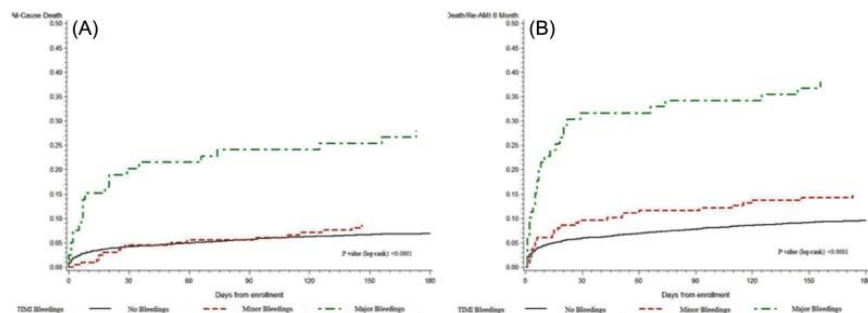 All-Cause Death
(A)
0.50
0.45
0.40
0.35
0.30
0.25
0.20
0.15
0.10
0.05
0.00
0 30 60 90 120 150 180
Days from enrollment
P value (log-rank): <0.0001
TIMI Bleedings No Bleedings Minor Bleedings Major Bleedings
Death/Re-AMI 6 Month
(B)
0.50
0.45
0.40
0.35
0.30
0.25
0.20
0.15
0.10
0.05
0.00
0 30 60 90 120 150 180
Days from enrollment
P value (log-rank): <0.0001
TIMI Bleedings No Bleedings Minor Bleedings Major Bleedings